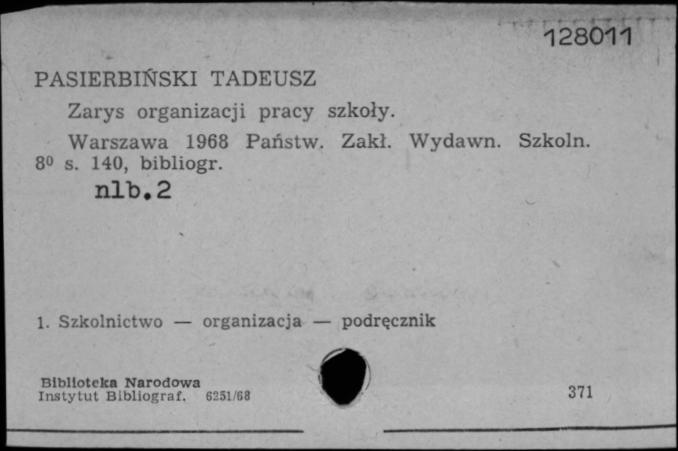 128011
PASIERBIŃSKI TADEUSZ
Zarys organizacji pracy szkoły.
Warszawa 1968 Państw. Zakł. Wydawn. Szkoln.
8⁰ s. 140, bibliogr.
nlb.2
1. Szkolnictwo — organizacja — podręcznik
Biblioteka Narodowa
Instytut Bibliograf. 6251/68
371